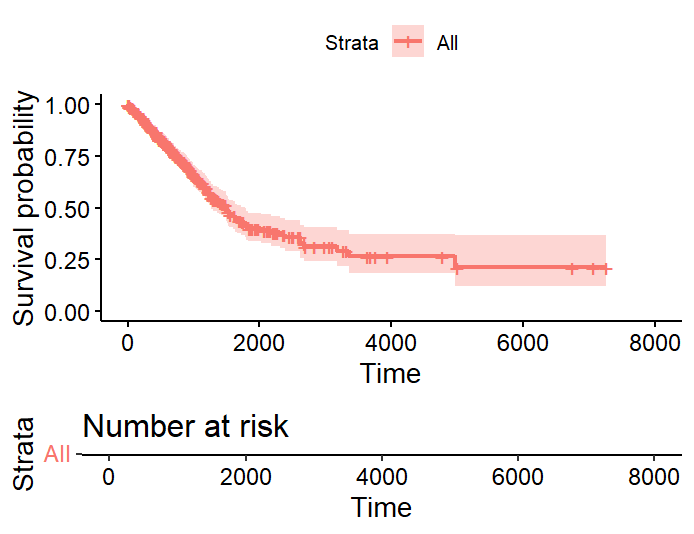 Strata All
Survival probability
1.00
0.75
0.50
0.25
0.00
0 2000 4000 6000 8000
Time
Number at risk
Strata
All
0 2000 4000 6000 8000
Time